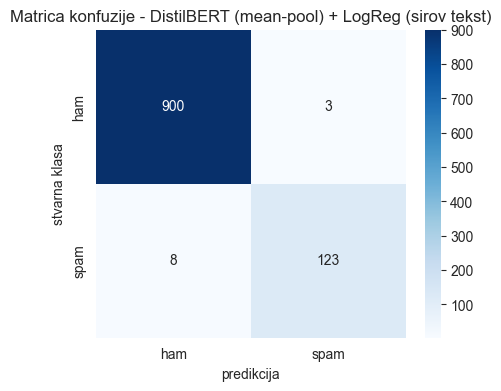 Matrica konfuzije - DistilBERT (mean-pool) + LogReg (sirov tekst)
900
800
700
600
500
400
300
200
100
stvarna klasa
ham
spam
900 3
8 123
ham spam
predikcija